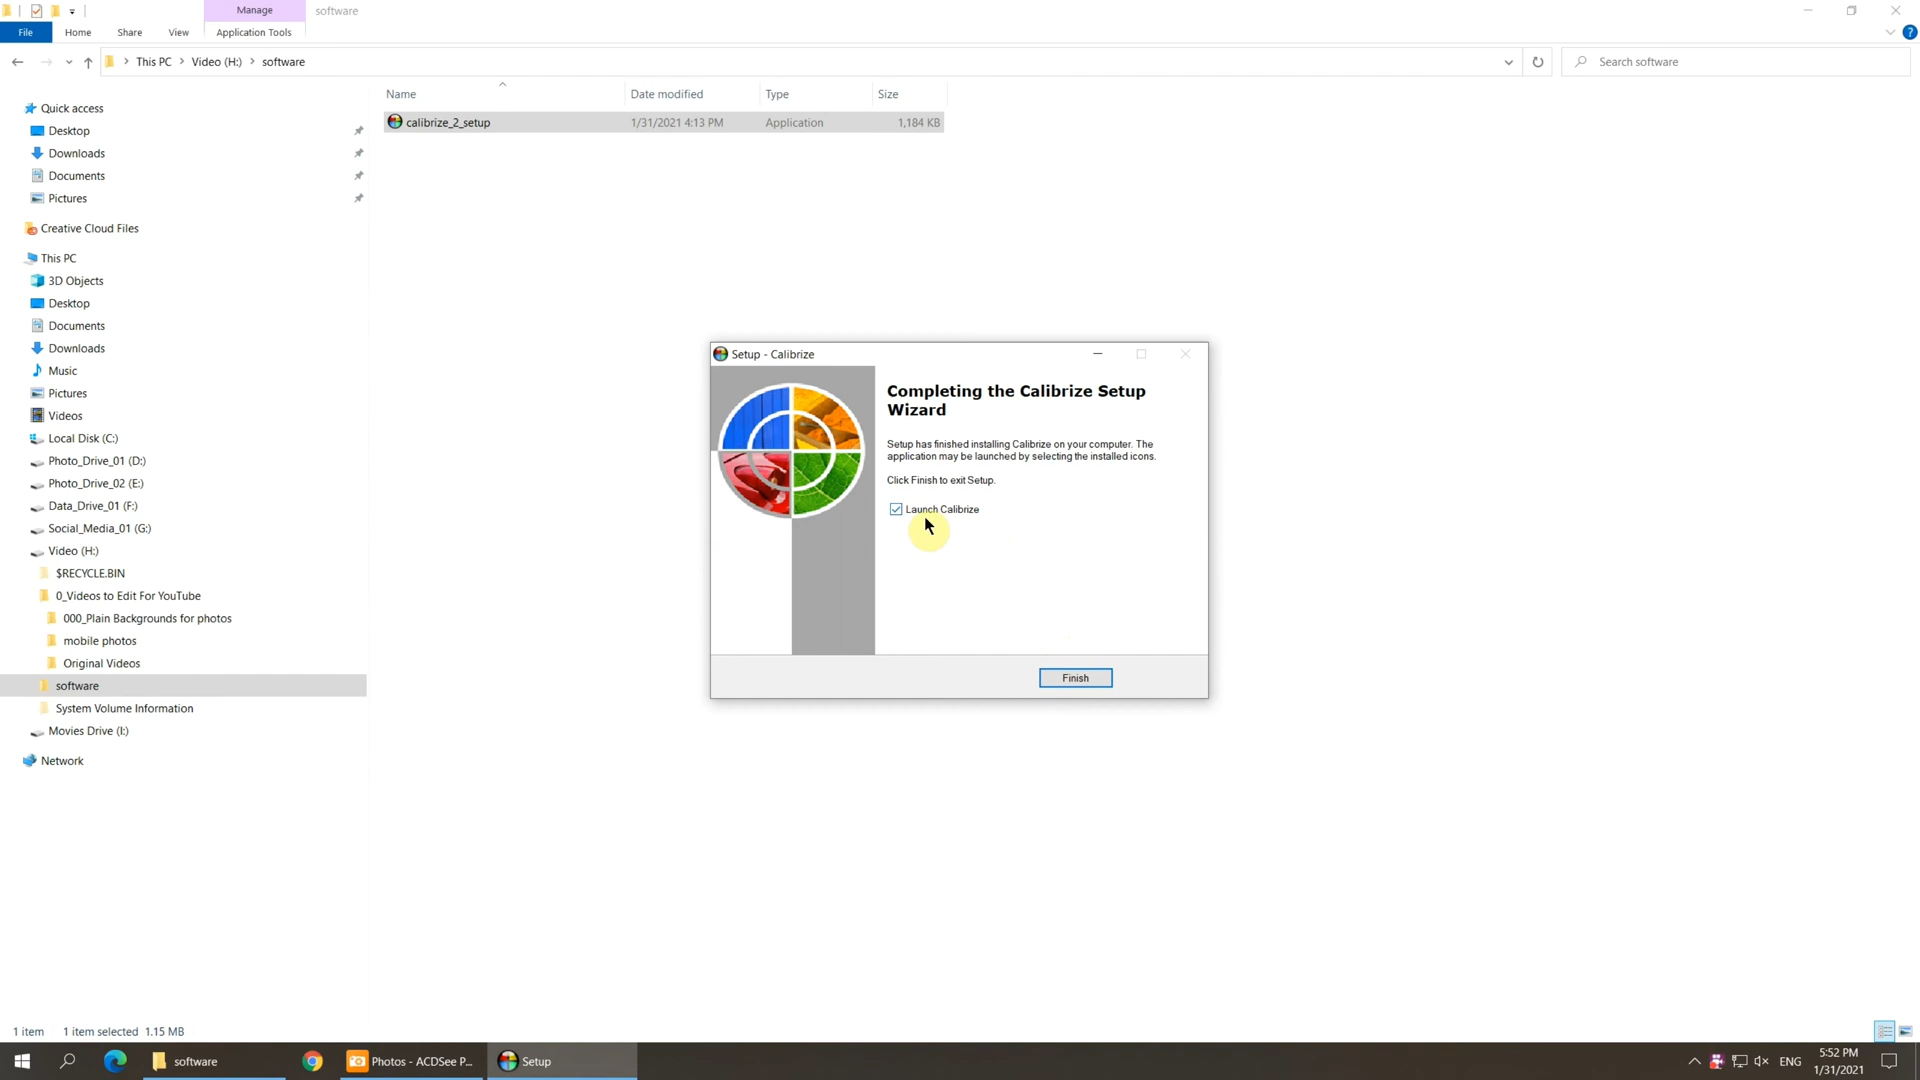 Manage
software
File
Home
Share
View
Application Tools
This PC
Video (H:)
software
Search software
Name
Date modified
Type
Size
calibrize_2_setup
1/31/2021 4:13 PM
Application
1,184 KB
Quick access
Desktop
Downloads
Documents
Pictures
Creative Cloud Files
This PC
3D Objects
Desktop
Documents
Downloads
Music
Pictures
Videos
Local Disk (C:)
Photo_Drive_01 (D:)
Photo_Drive_02 (E:)
Data_Drive_01 (F:)
Social_Media_01 (G:)
Video (H:)
$RECYCLE.BIN
0_Videos to Edit For YouTube
000_Plain Backgrounds for photos
mobile photos
Original Videos
software
System Volume Information
Movies Drive (I:)
Network
Setup - Calibrize
Completing the Calibrize Setup
Wizard
Setup has finished installing Calibrize on your computer. The
application may be launched by selecting the installed icons.
Click Finish to exit Setup.
Launch Calibrize
Finish
1 item
1 item selected 1.15 MB
software
Photos - ACDSee P...
Setup
ENG
5:52 PM
1/31/2021